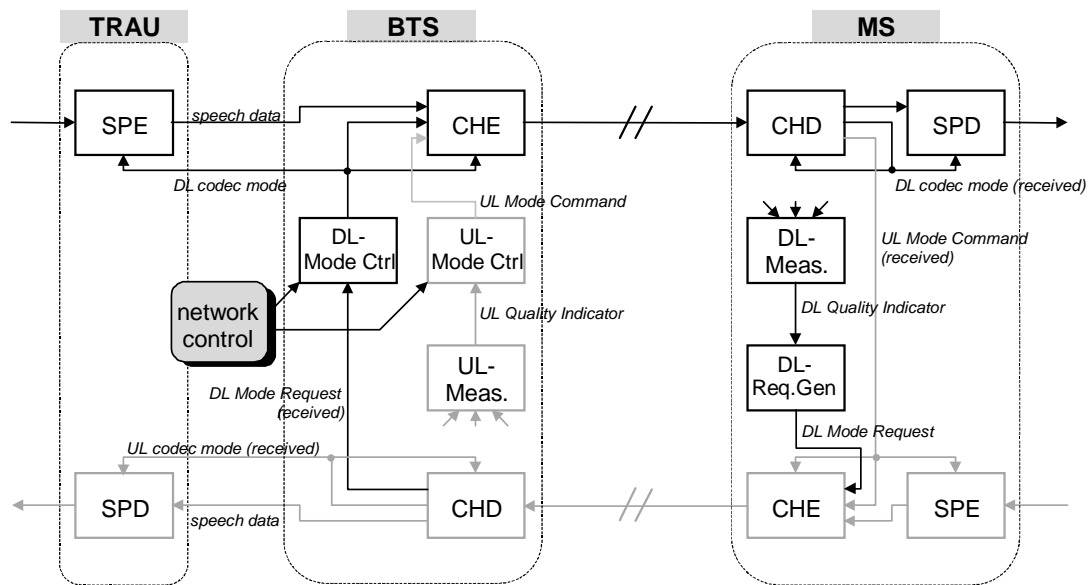 TRAU
BTS
MS
SPE
speech data
CHE
CHD
SPD
DL codec mode
DL codec mode (received)
UL Mode Command
DL-
Mode Ctrl
UL-
Mode Ctrl
DL-
Meas.
UL Mode Command
(received)
network
control
UL Quality Indicator
DL Quality Indicator
UL-
Meas.
DL-
Req.Gen
DL Mode Request
(received)
DL Mode Request
UL codec mode (received)
SPD
speech data
CHD
CHE
SPE